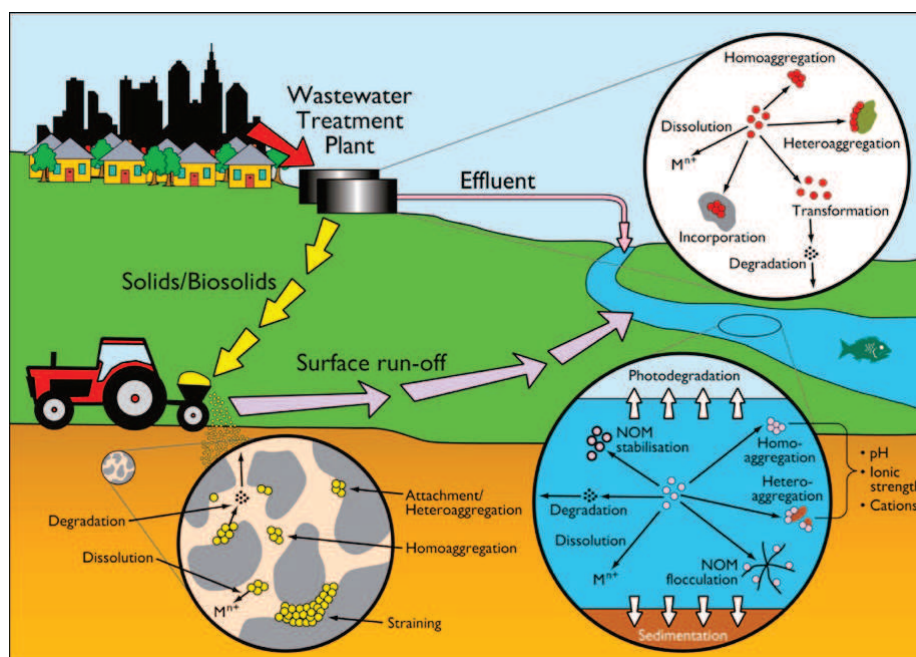 Wastewater
Treatment
Plant
Effluent
Solids/Biosolids
Surface run-off
Homoaggregation
Dissolution
Mⁿ⁺
Heteroaggregation
Incorporation
Transformation
Degradation
Degradation
Dissolution
Mⁿ⁺
Attachment/
Heteroaggregation
Homoaggregation
Straining
Photodegradation
NOM
stabilisation
Homo-
aggregation
Hetero-
aggregation
Degradation
Dissolution
Mⁿ⁺
NOM
flocculation
Sedimentation
• pH
• Ionic
strength
• Cations